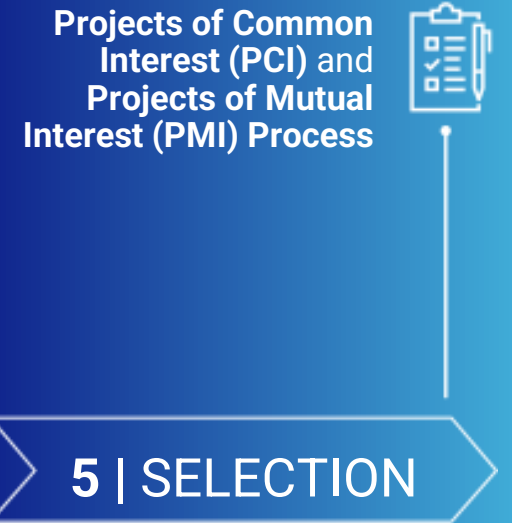 Projects of Common
Interest (PCI) and
Projects of Mutual
Interest (PMI) Process
5 | SELECTION